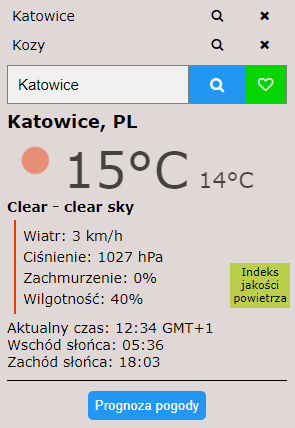 Katowice
Kozy
Katowice
Katowice, PL
15°C 14°C
Clear - clear sky
Wiatr: 3 km/h
Ciśnienie: 1027 hPa
Zachmurzenie: 0%
Wilgotność: 40%
Indeks
jakości
powietrza
Aktualny czas: 12:34 GMT+1
Wschód słońca: 05:36
Zachód słońca: 18:03
Prognoza pogody